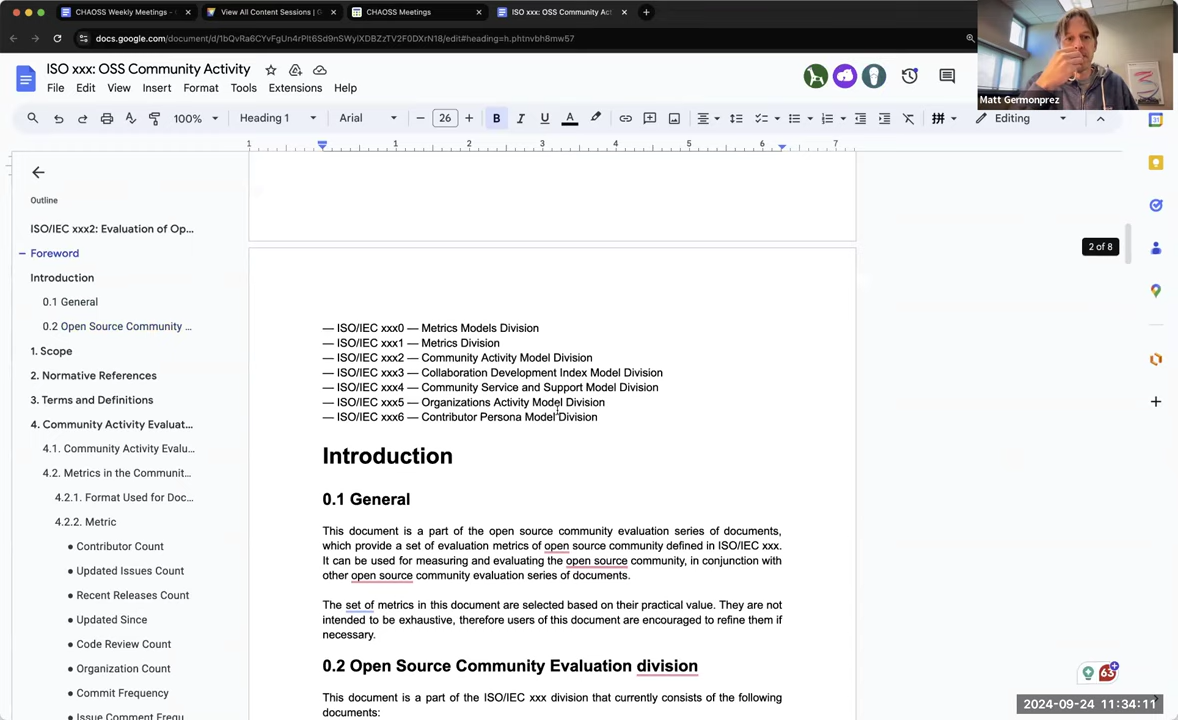 CHAOSS Weekly Meetings -
View All Content Sessions |
CHAOSS Meetings
ISO xxx: OSS Community Act
docs.google.com/document/d/1bQvRa6CYvFgUn4rPlt6Sd9nSWylXDBZzTV2F0DXrN18/edit#heading=h.phtnvbh8mw57
ISO xxx: OSS Community Activity
File Edit View Insert Format Tools Extensions Help
100% Heading 1 Arial 26 B I U A Editing
Matt Germonprez
1 1 2 3 4 5 6 7
Outline
ISO/IEC xxx2: Evaluation of Op...
Foreword
Introduction
0.1 General
0.2 Open Source Community ...
1. Scope
2. Normative References
3. Terms and Definitions
4. Community Activity Evaluat...
4.1. Community Activity Evalu...
4.2. Metrics in the Communit...
4.2.1. Format Used for Doc...
4.2.2. Metric
Contributor Count
Updated Issues Count
Recent Releases Count
Updated Since
Code Review Count
Organization Count
Commit Frequency
Issue Comment Frequ
2 of 8
— ISO/IEC xxx0 — Metrics Models Division
— ISO/IEC xxx1 — Metrics Division
— ISO/IEC xxx2 — Community Activity Model Division
— ISO/IEC xxx3 — Collaboration Development Index Model Division
— ISO/IEC xxx4 — Community Service and Support Model Division
— ISO/IEC xxx5 — Organizations Activity Model Division
— ISO/IEC xxx6 — Contributor Persona Model Division
Introduction
0.1 General
This document is a part of the open source community evaluation series of documents,
which provide a set of evaluation metrics of open source community defined in ISO/IEC xxx.
It can be used for measuring and evaluating the open source community, in conjunction with
other open source community evaluation series of documents.
The set of metrics in this document are selected based on their practical value. They are not
intended to be exhaustive, therefore users of this document are encouraged to refine them if
necessary.
0.2 Open Source Community Evaluation division
This document is a part of the ISO/IEC xxx division that currently consists of the following
documents:
63
2024-09-24 11:34:11